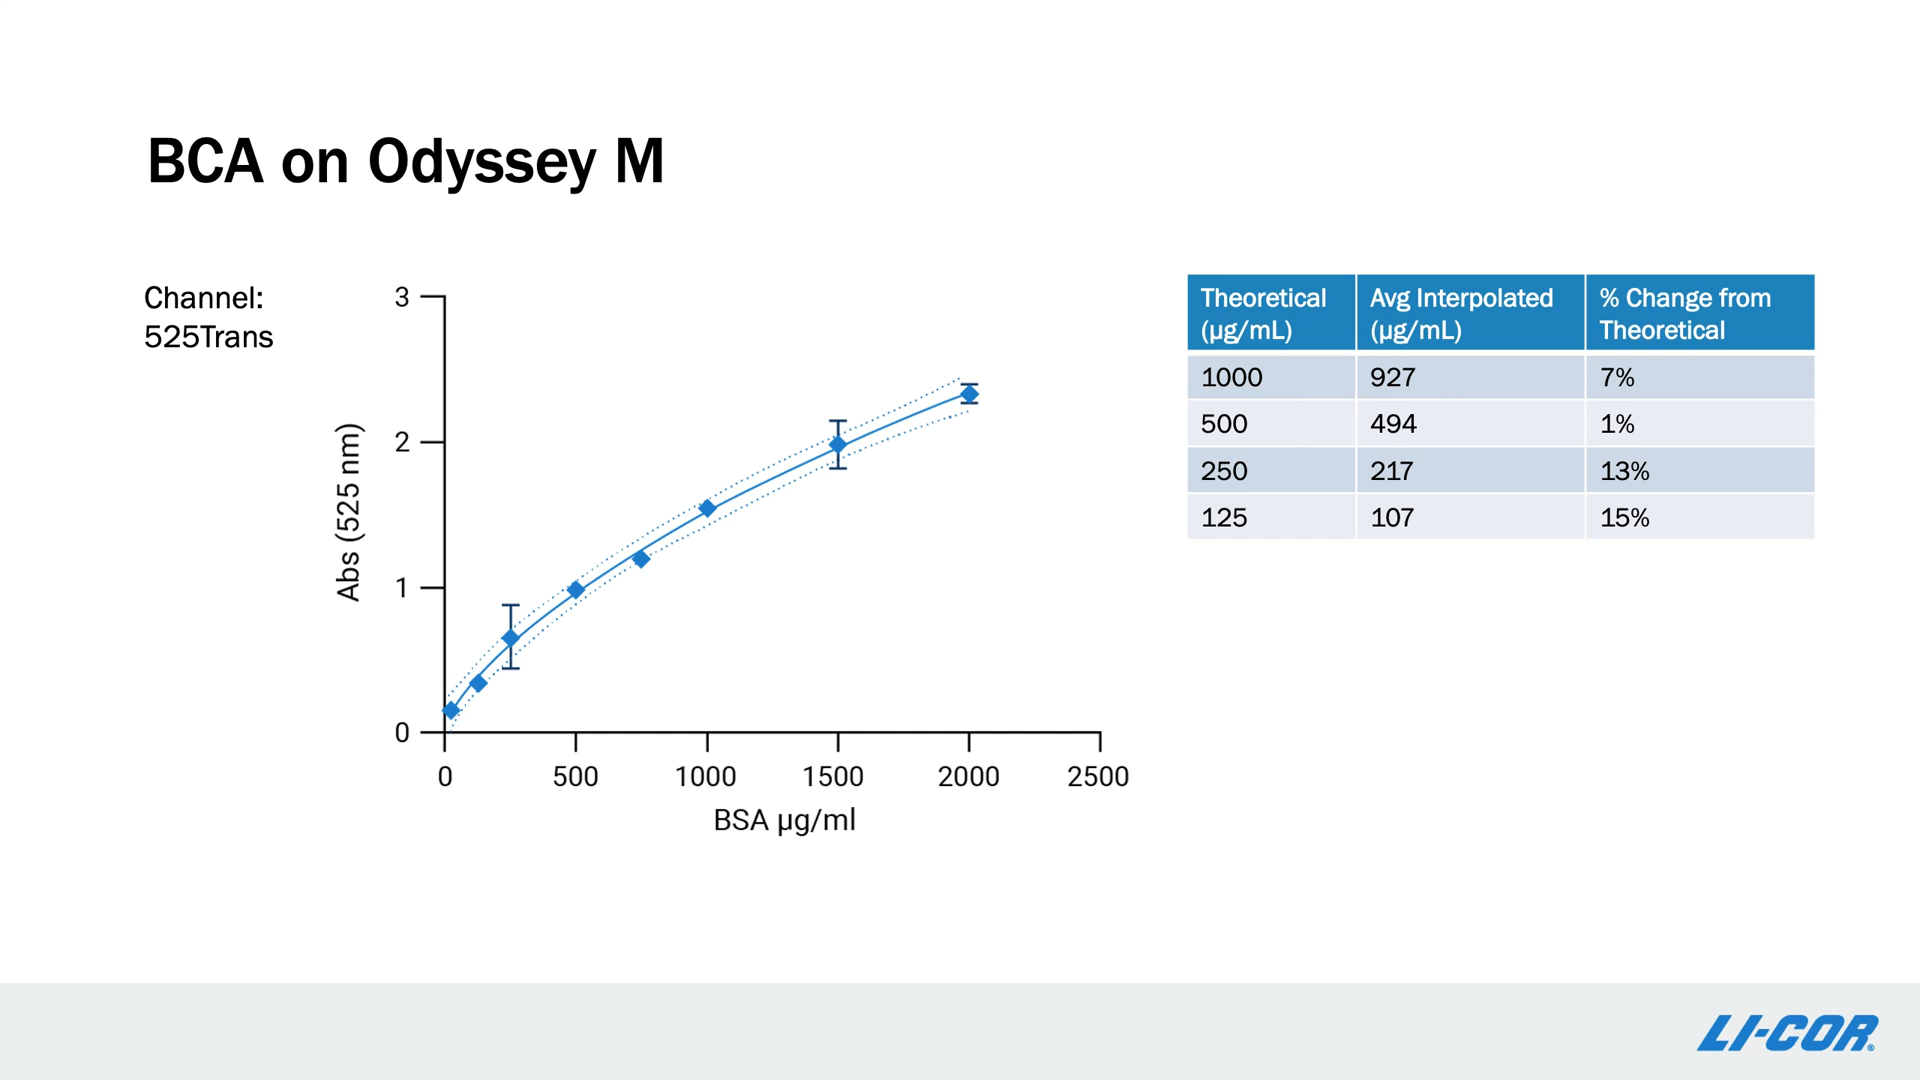 BCA on Odyssey M
Channel:
525Trans
3
2
1
0
Abs (525 nm)
0 500 1000 1500 2000 2500
BSA µg/ml
Theoretical (µg/mL) Avg Interpolated (µg/mL) % Change from Theoretical
1000 927 7%
500 494 1%
250 217 13%
125 107 15%
LI-COR®